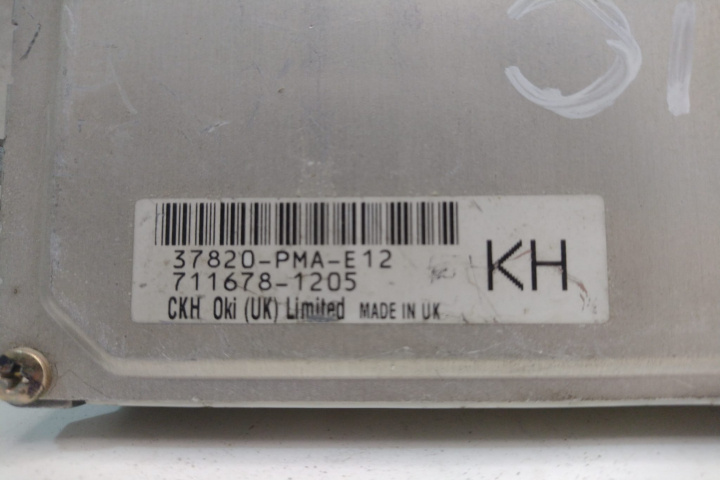 37820-PMA-E12
711678-1205
CKH Oki (UK) Limited MADE IN UK
KH